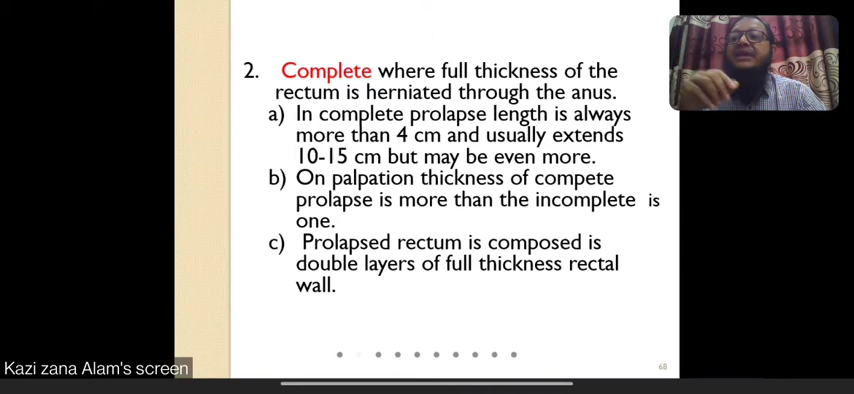 2. Complete where full thickness of the
rectum is herniated through the anus.
a) In complete prolapse length is always
more than 4 cm and usually extends
10-15 cm but may be even more.
b) On palpation thickness of compete
prolapse is more than the incomplete is
one.
c) Prolapsed rectum is composed is
double layers of full thickness rectal
wall.
68
Kazi zana Alam's screen